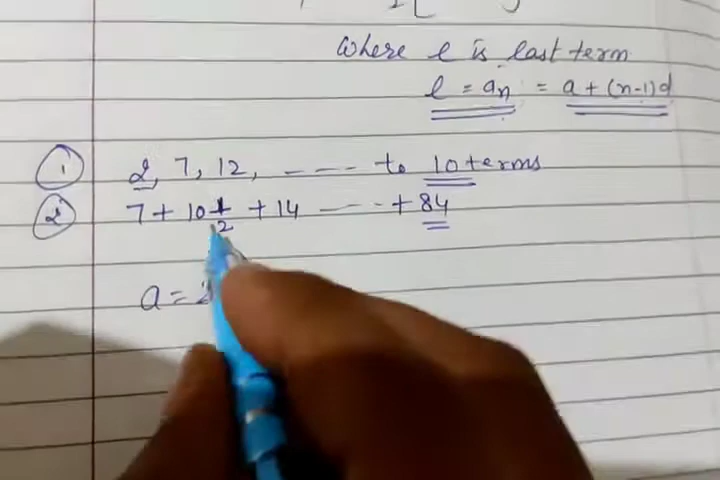 Where l is last term
l = an = a + (n-1)d
1 2, 7, 12, ---- to 10 terms
2 7 + 10 1/2 + 14 ---- + 84
a = 2